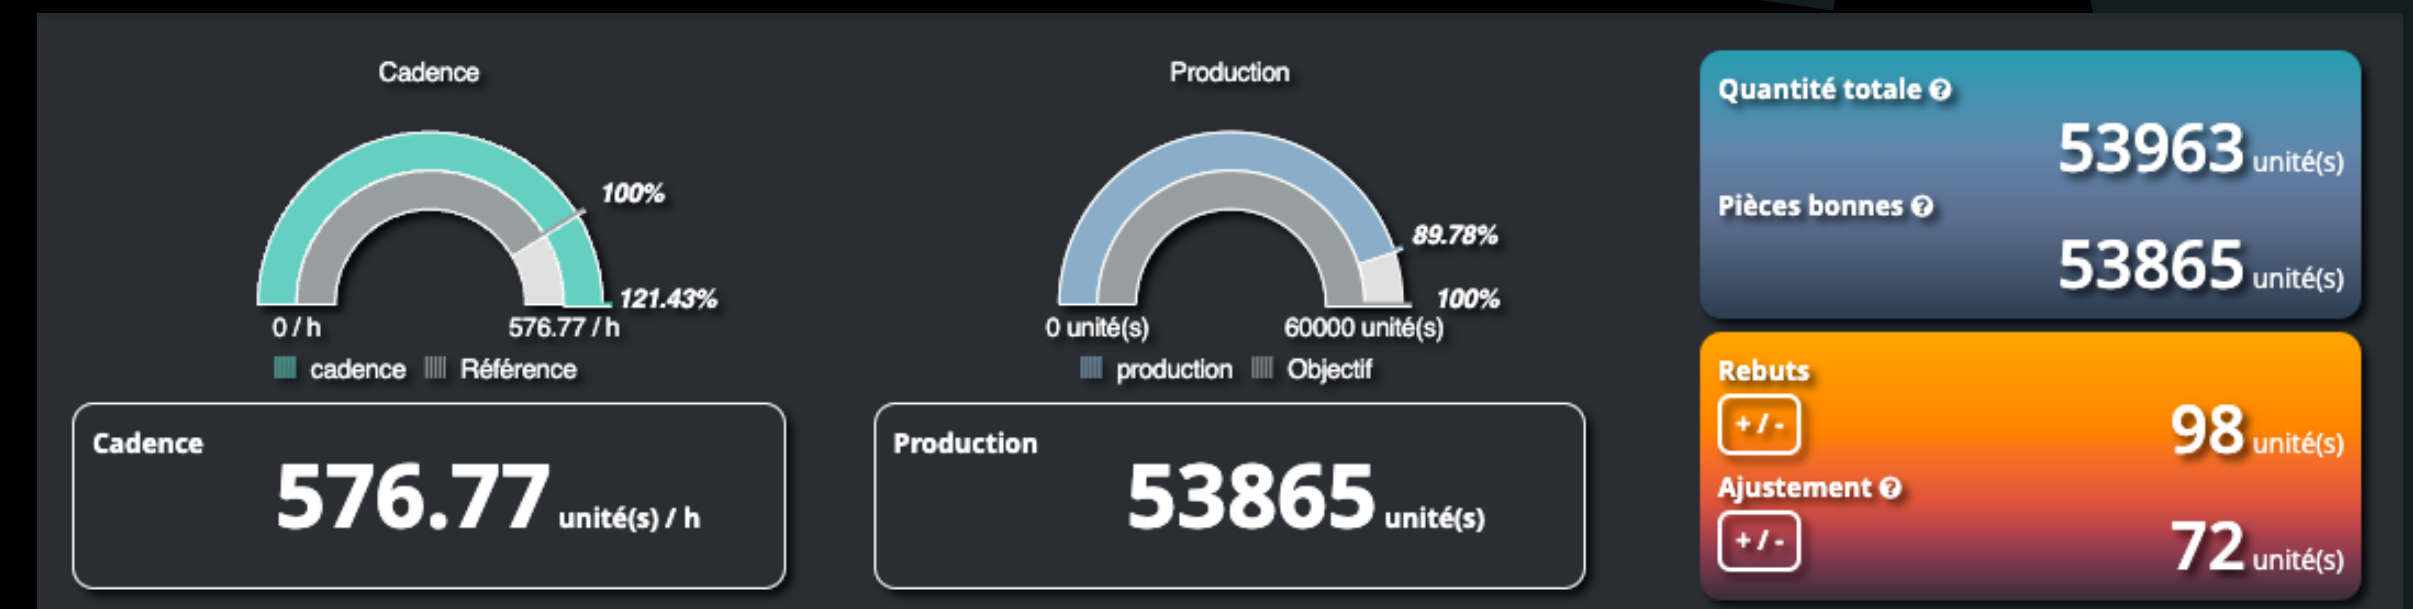 Cadence
100%
121.43%
0 / h
576.77 / h
cadence
Référence
Cadence
576.77 unité(s) / h
Production
89.78%
100%
0 unité(s)
60000 unité(s)
production
Objectif
Production
53865 unité(s)
Quantité totale ?
53963 unité(s)
Pièces bonnes ?
53865 unité(s)
Rebuts
+ / -
98 unité(s)
Ajustement ?
+ / -
72 unité(s)